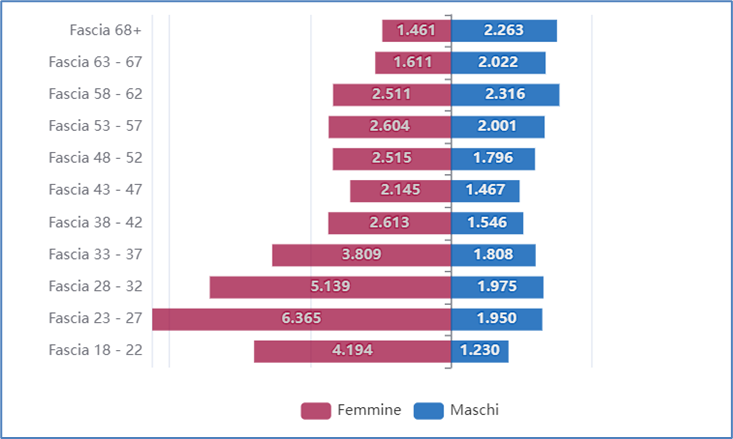 Fascia 68+ 1.461 2.263
Fascia 63 - 67 1.611 2.022
Fascia 58 - 62 2.511 2.316
Fascia 53 - 57 2.604 2.001
Fascia 48 - 52 2.515 1.796
Fascia 43 - 47 2.145 1.467
Fascia 38 - 42 2.613 1.546
Fascia 33 - 37 3.809 1.808
Fascia 28 - 32 5.139 1.975
Fascia 23 - 27 6.365 1.950
Fascia 18 - 22 4.194 1.230
Femmine Maschi